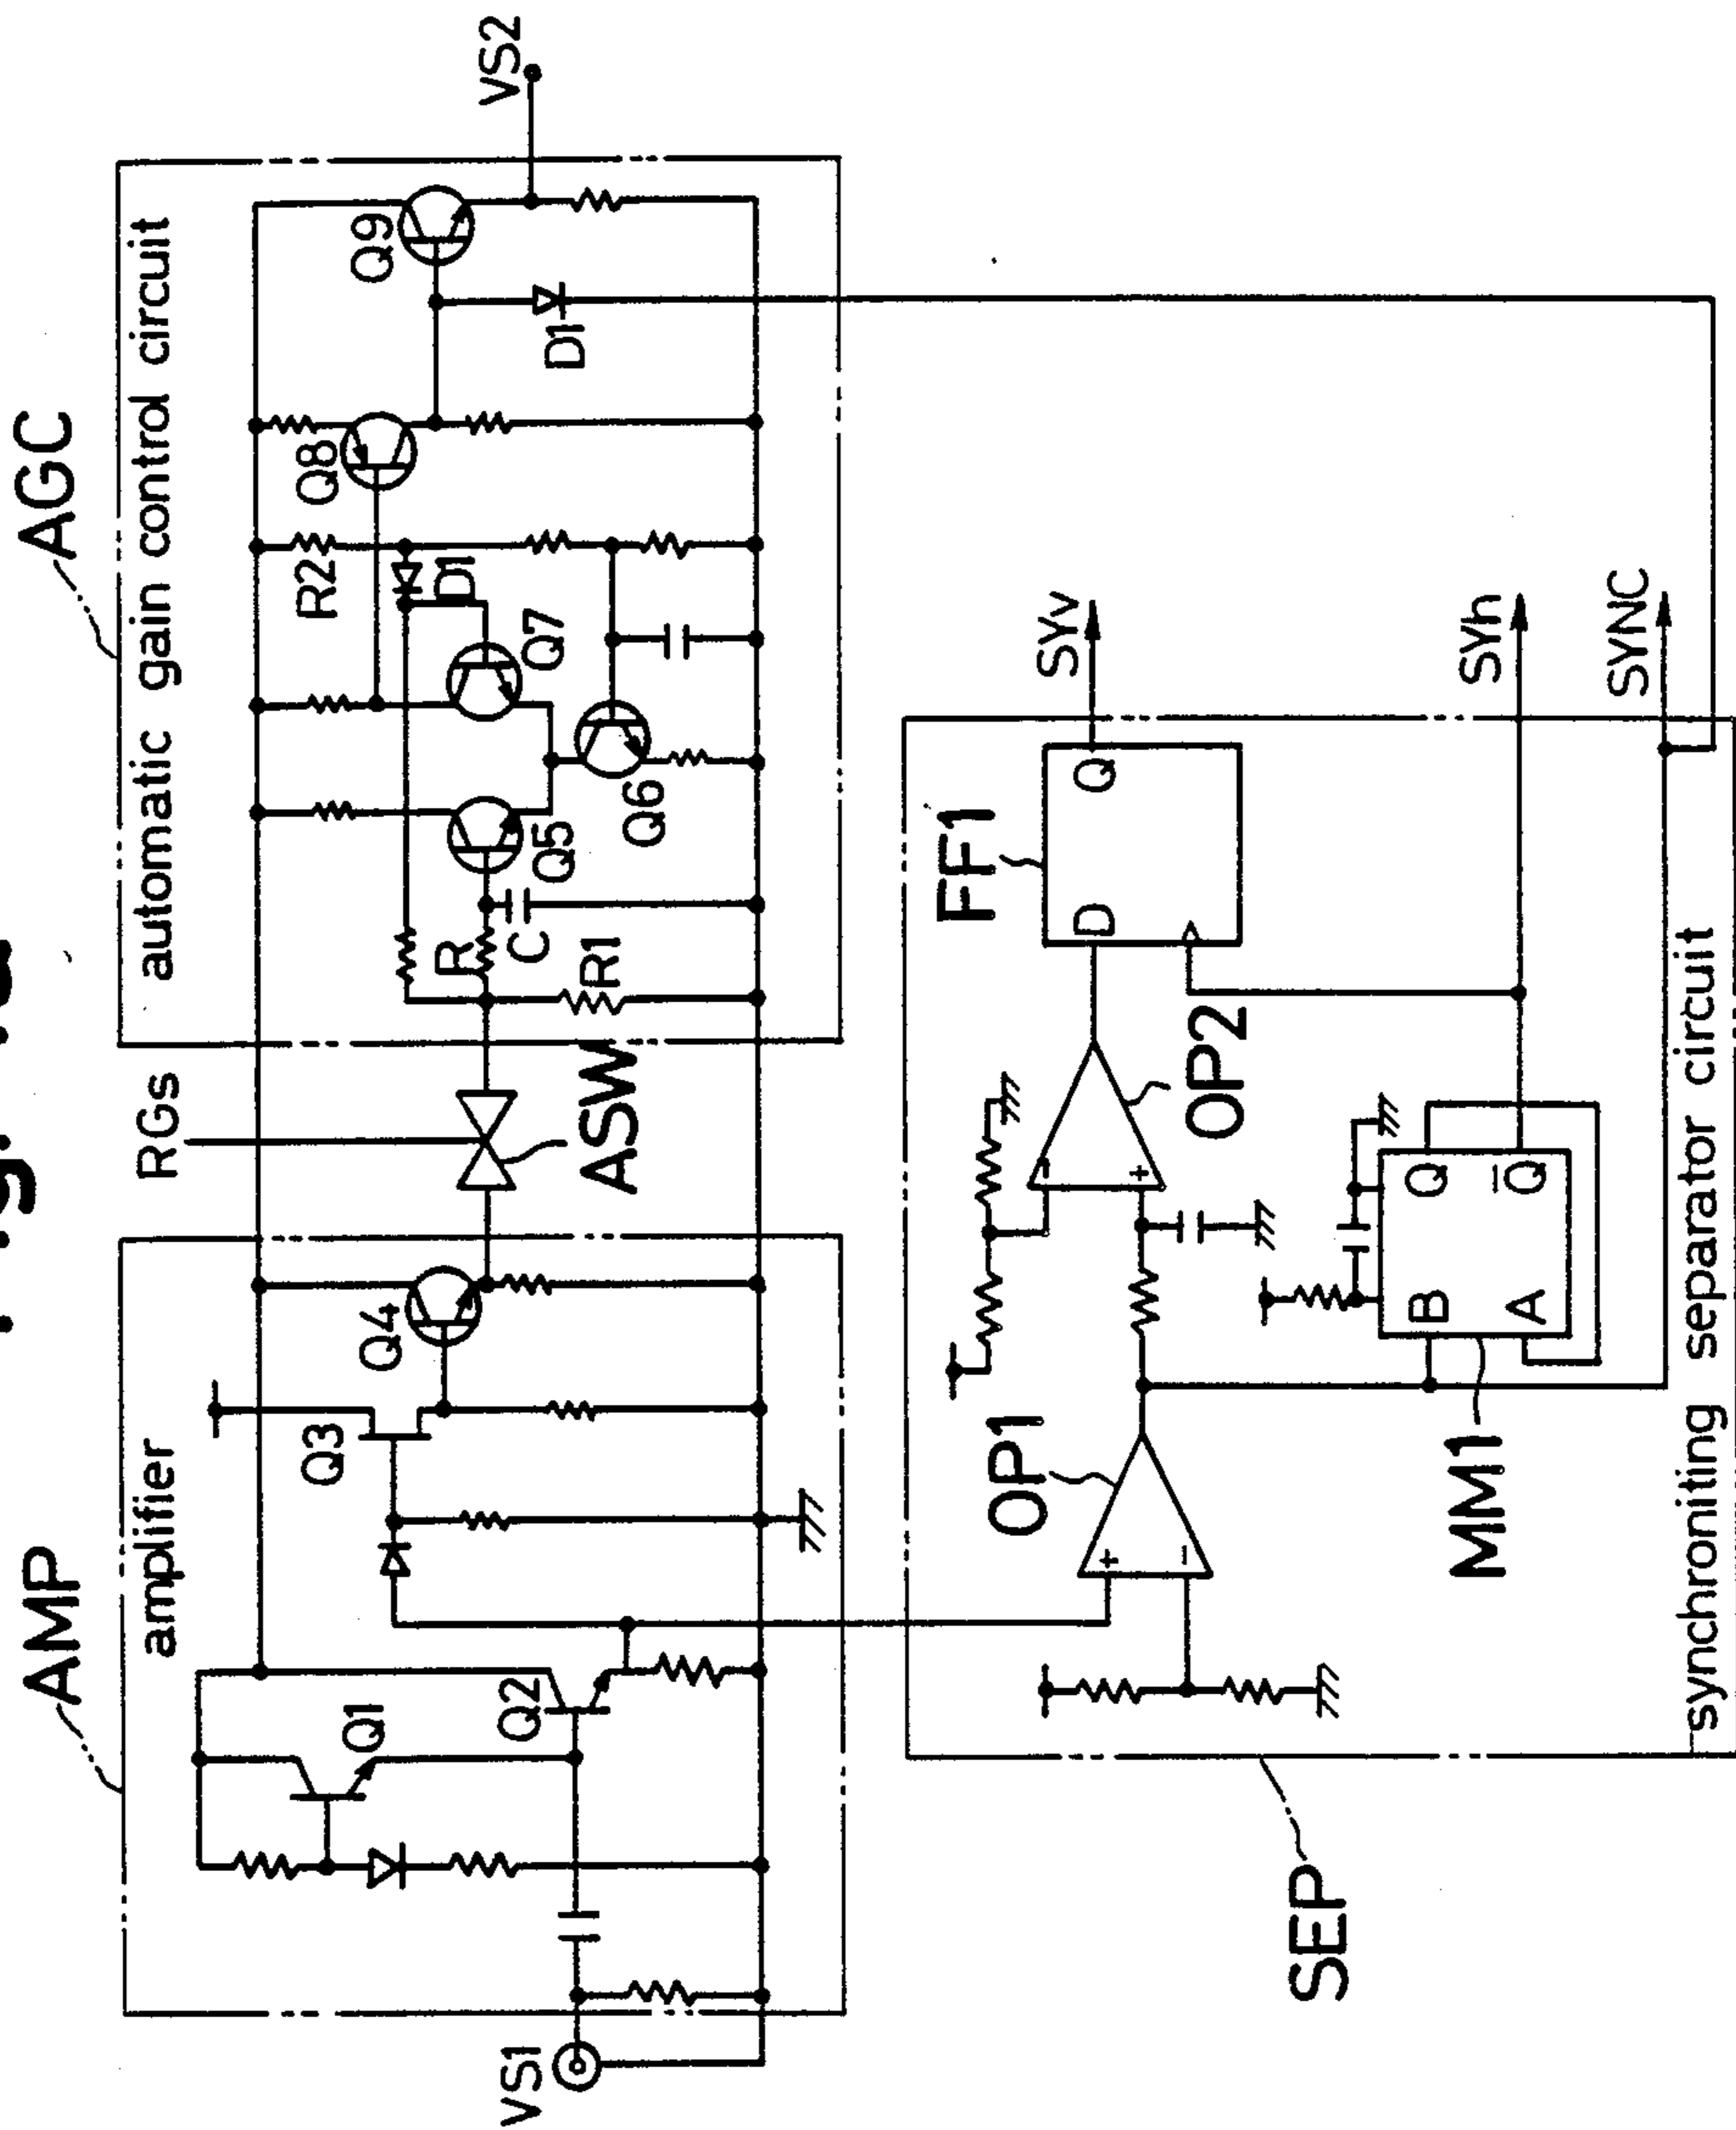 AMP
AGC
amplifier
automatic gain control circuit
RGs
Q1
Q2
Q3
Q4
ASW
R
C
R1
Q5
Q6
Q7
D1
R2
Q8
Q9
D1
VS1
VS2
SEP
OP1
+
−
OP2
−
+
FF1
D
Q
SYv
MM1
B
A
Q
Q̅
SYh
SYNC
synchroniting separator circuit